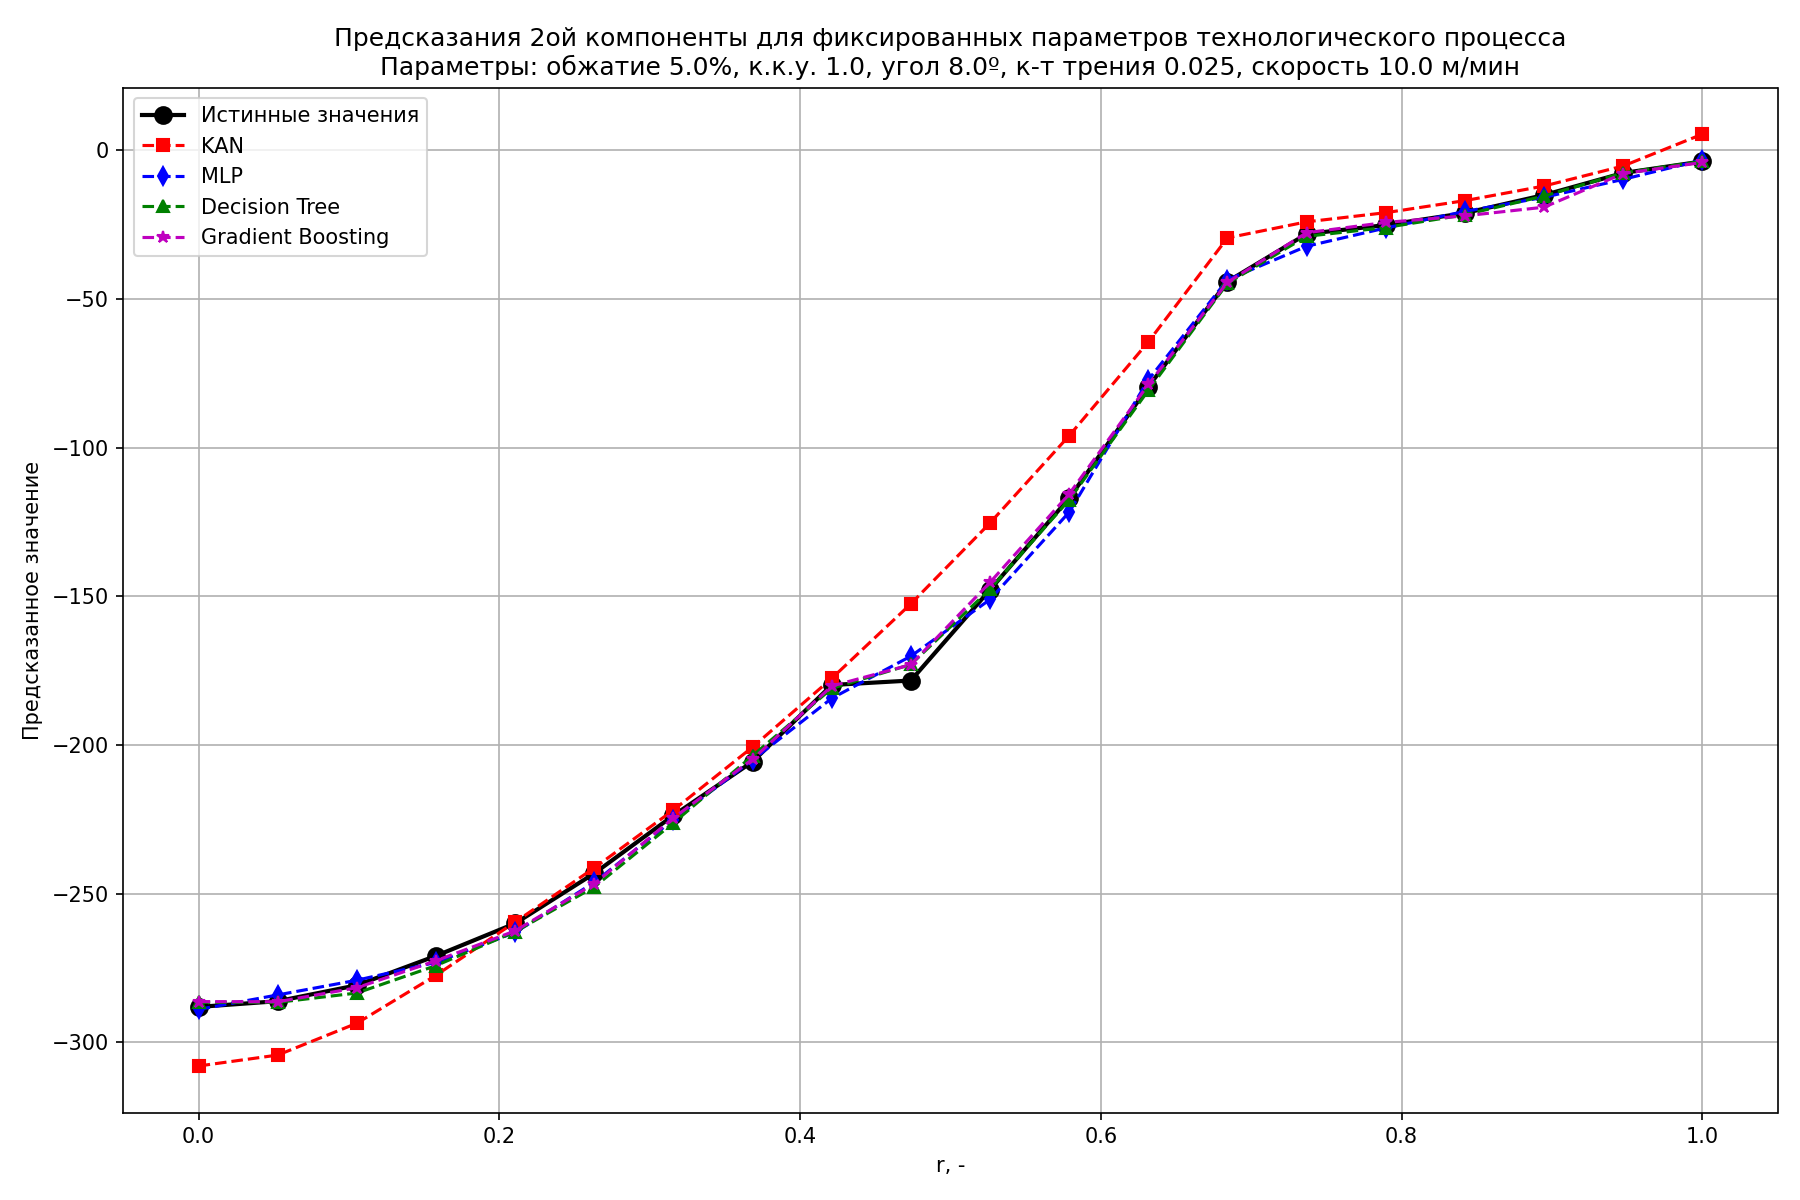 Предсказания 2ой компоненты для фиксированных параметров технологического процесса
Параметры: обжатие 5.0%, к.к.у. 1.0, угол 8.0º, к-т трения 0.025, скорость 10.0 м/мин
Истинные значения
KAN
MLP
Decision Tree
Gradient Boosting
Предсказанное значение
0
−50
−100
−150
−200
−250
−300
0.0
0.2
0.4
0.6
0.8
1.0
r, -